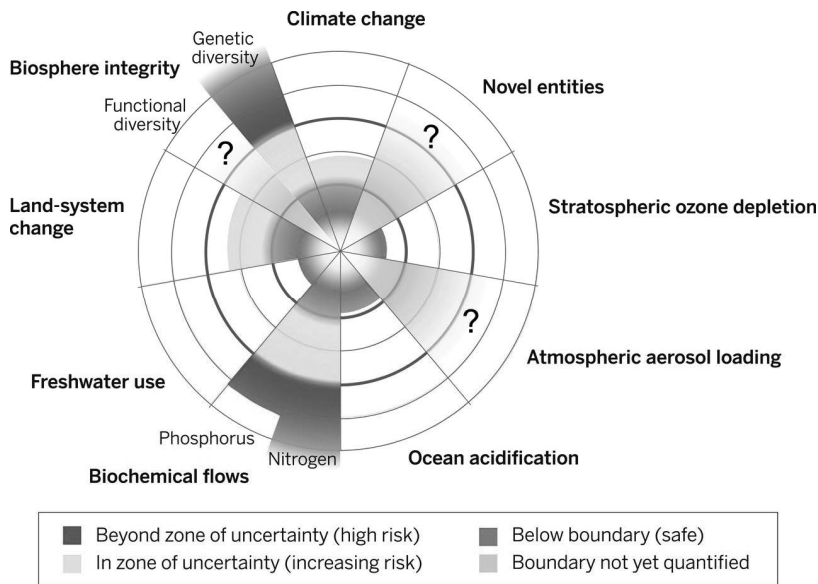 Climate change
Genetic
diversity
Biosphere integrity
Novel entities
Functional
diversity
?
?
Land-system
change
Stratospheric ozone depletion
?
Atmospheric aerosol loading
Freshwater use
Phosphorus
Nitrogen
Ocean acidification
Biochemical flows
Beyond zone of uncertainty (high risk)
In zone of uncertainty (increasing risk)
Below boundary (safe)
Boundary not yet quantified